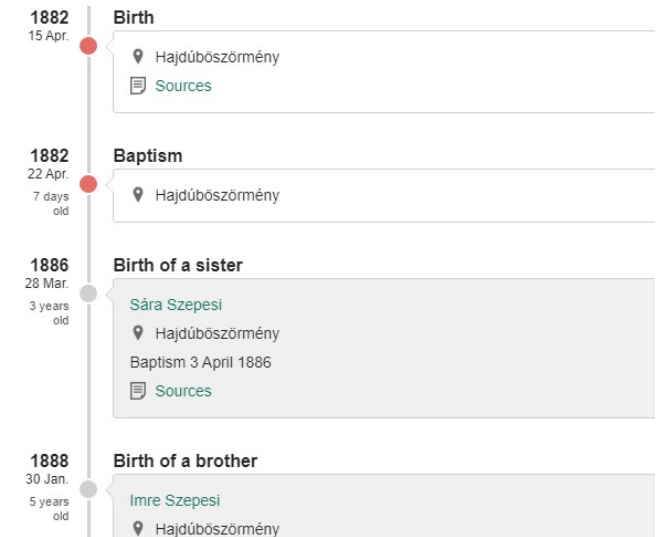 1882
15 Apr.
Birth
Hajdúböszörmény
Sources
1882
22 Apr.
7 days
old
Baptism
Hajdúböszörmény
1886
28 Mar.
3 years
old
Birth of a sister
Sára Szepesi
Hajdúböszörmény
Baptism 3 April 1886
Sources
1888
30 Jan.
5 years
old
Birth of a brother
Imre Szepesi
Hajdúböszörmény